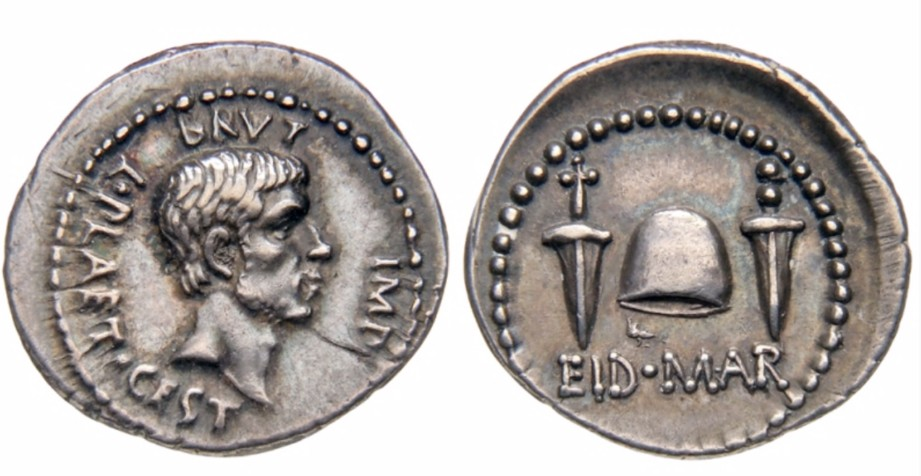 BRVT
IMP
L·PLAET·CEST
EID·MAR